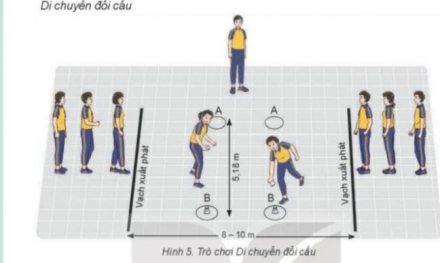 Di chuyển đổi cầu
A
A
Vạch xuất phát
5,18 m
Vạch xuất phát
B
B
8 – 10 m
Hình 5. Trò chơi Di chuyển đổi cầu